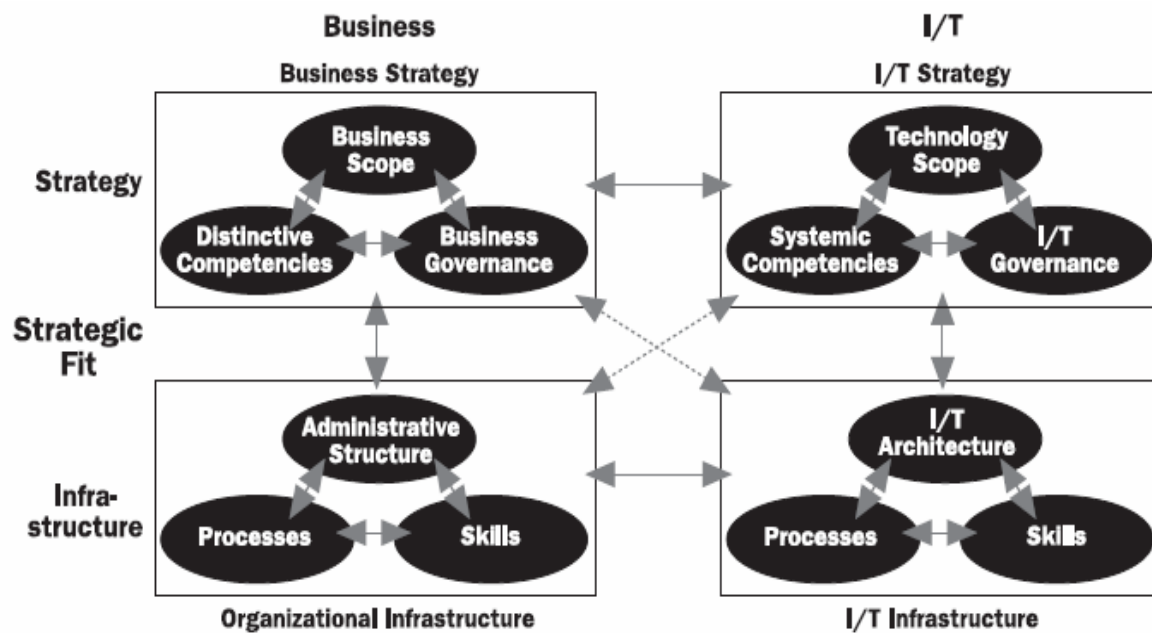 Business
I/T
Business Strategy
I/T Strategy
Strategy
Business
Scope
Distinctive
Competencies
Business
Governance
Technology
Scope
Systemic
Competencies
I/T
Governance
Strategic
Fit
Infra-
structure
Administrative
Structure
Processes
Skills
I/T
Architecture
Processes
Skills
Organizational Infrastructure
I/T Infrastructure